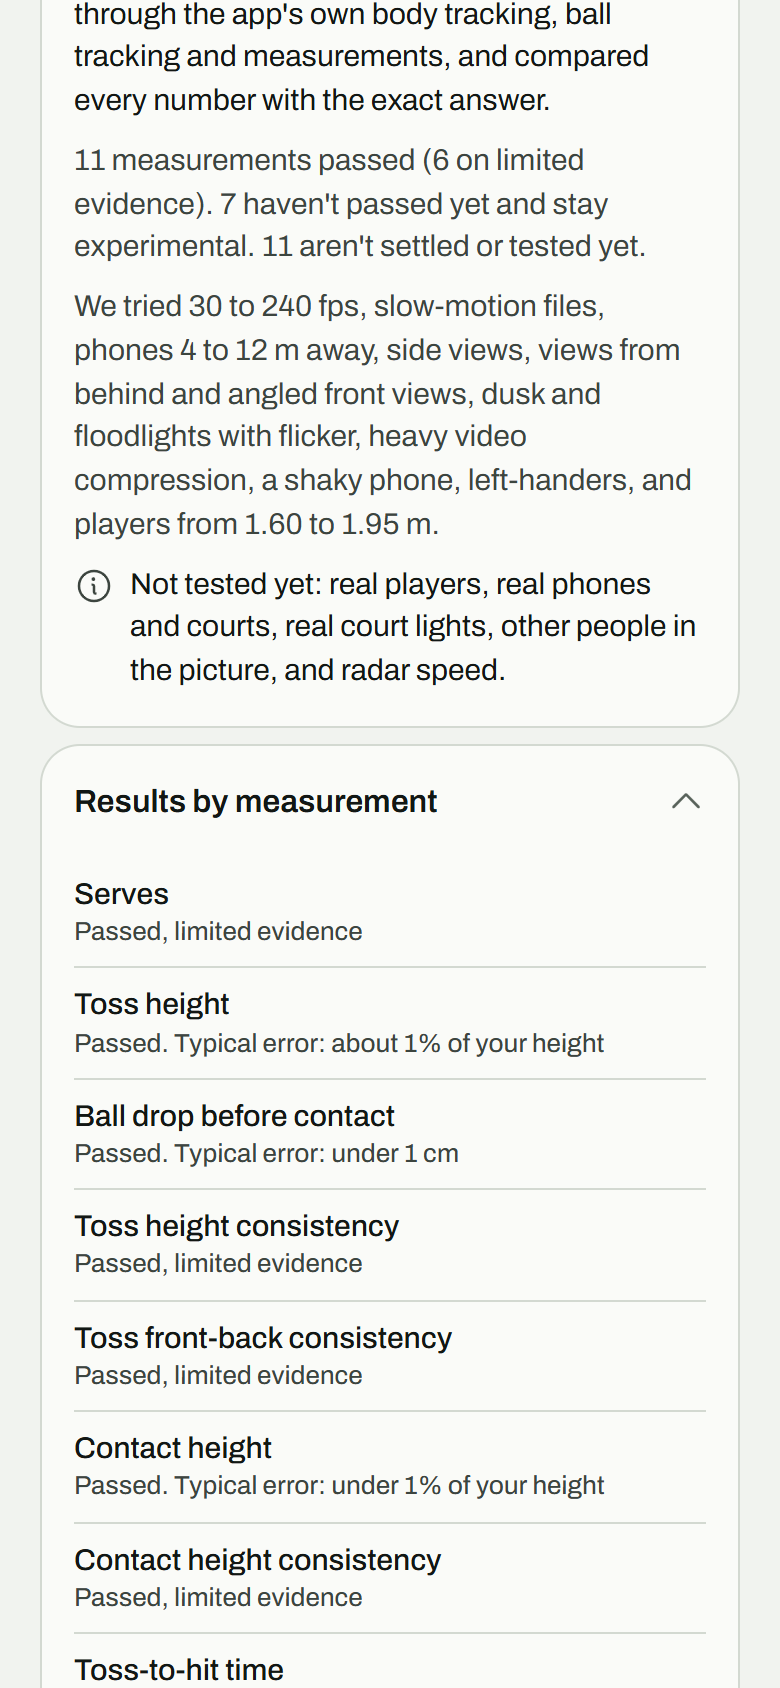 through the app's own body tracking, ball
tracking and measurements, and compared
every number with the exact answer.
11 measurements passed (6 on limited
evidence). 7 haven't passed yet and stay
experimental. 11 aren't settled or tested yet.
We tried 30 to 240 fps, slow-motion files,
phones 4 to 12 m away, side views, views from
behind and angled front views, dusk and
floodlights with flicker, heavy video
compression, a shaky phone, left-handers, and
players from 1.60 to 1.95 m.
Not tested yet: real players, real phones
and courts, real court lights, other people in
the picture, and radar speed.
Results by measurement
Serves
Passed, limited evidence
Toss height
Passed. Typical error: about 1% of your height
Ball drop before contact
Passed. Typical error: under 1 cm
Toss height consistency
Passed, limited evidence
Toss front-back consistency
Passed, limited evidence
Contact height
Passed. Typical error: under 1% of your height
Contact height consistency
Passed, limited evidence
Toss-to-hit time